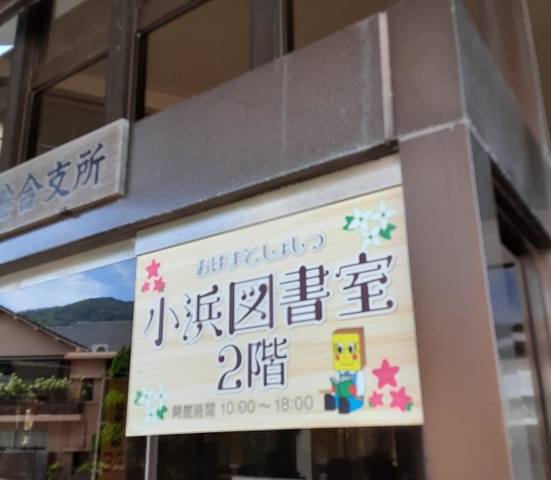 総合支所
おばまとしょしつ
小浜図書室
2階
開館時間 10:00～18:00